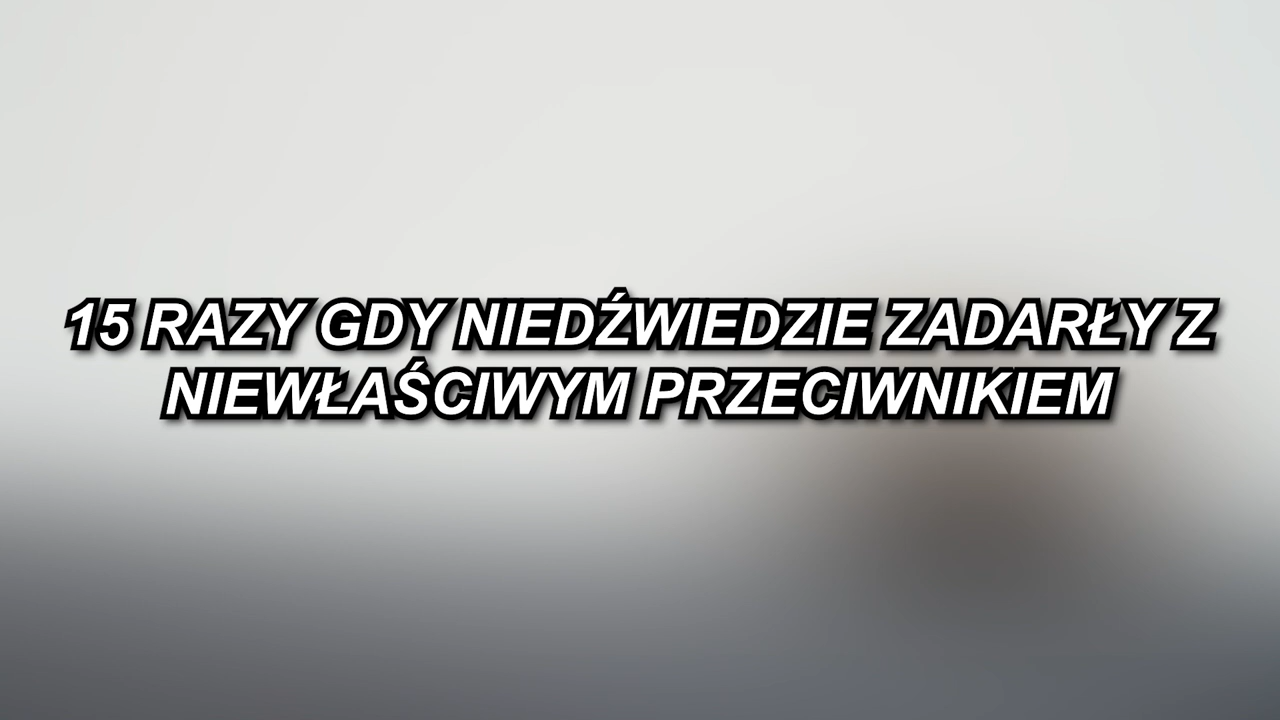 15 RAZY GDY NIEDŹWIEDZIE ZADARŁY Z
NIEWŁAŚCIWYM PRZECIWNIKIEM